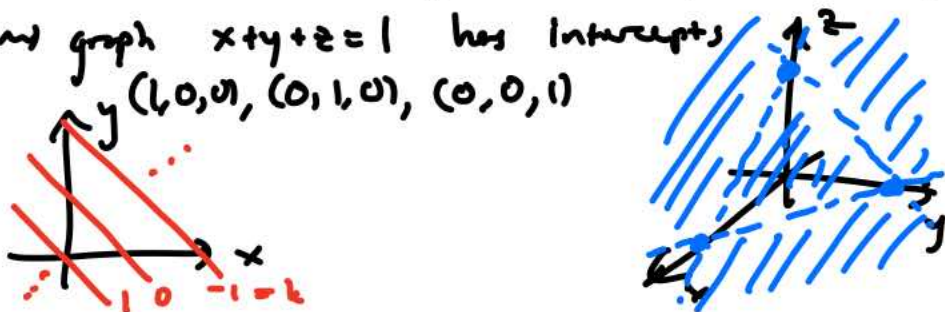 graph x+y+z=1 has intercepts
(1,0,0), (0,1,0), (0,0,1)
z
y
x
1 0 -1=k
y
x